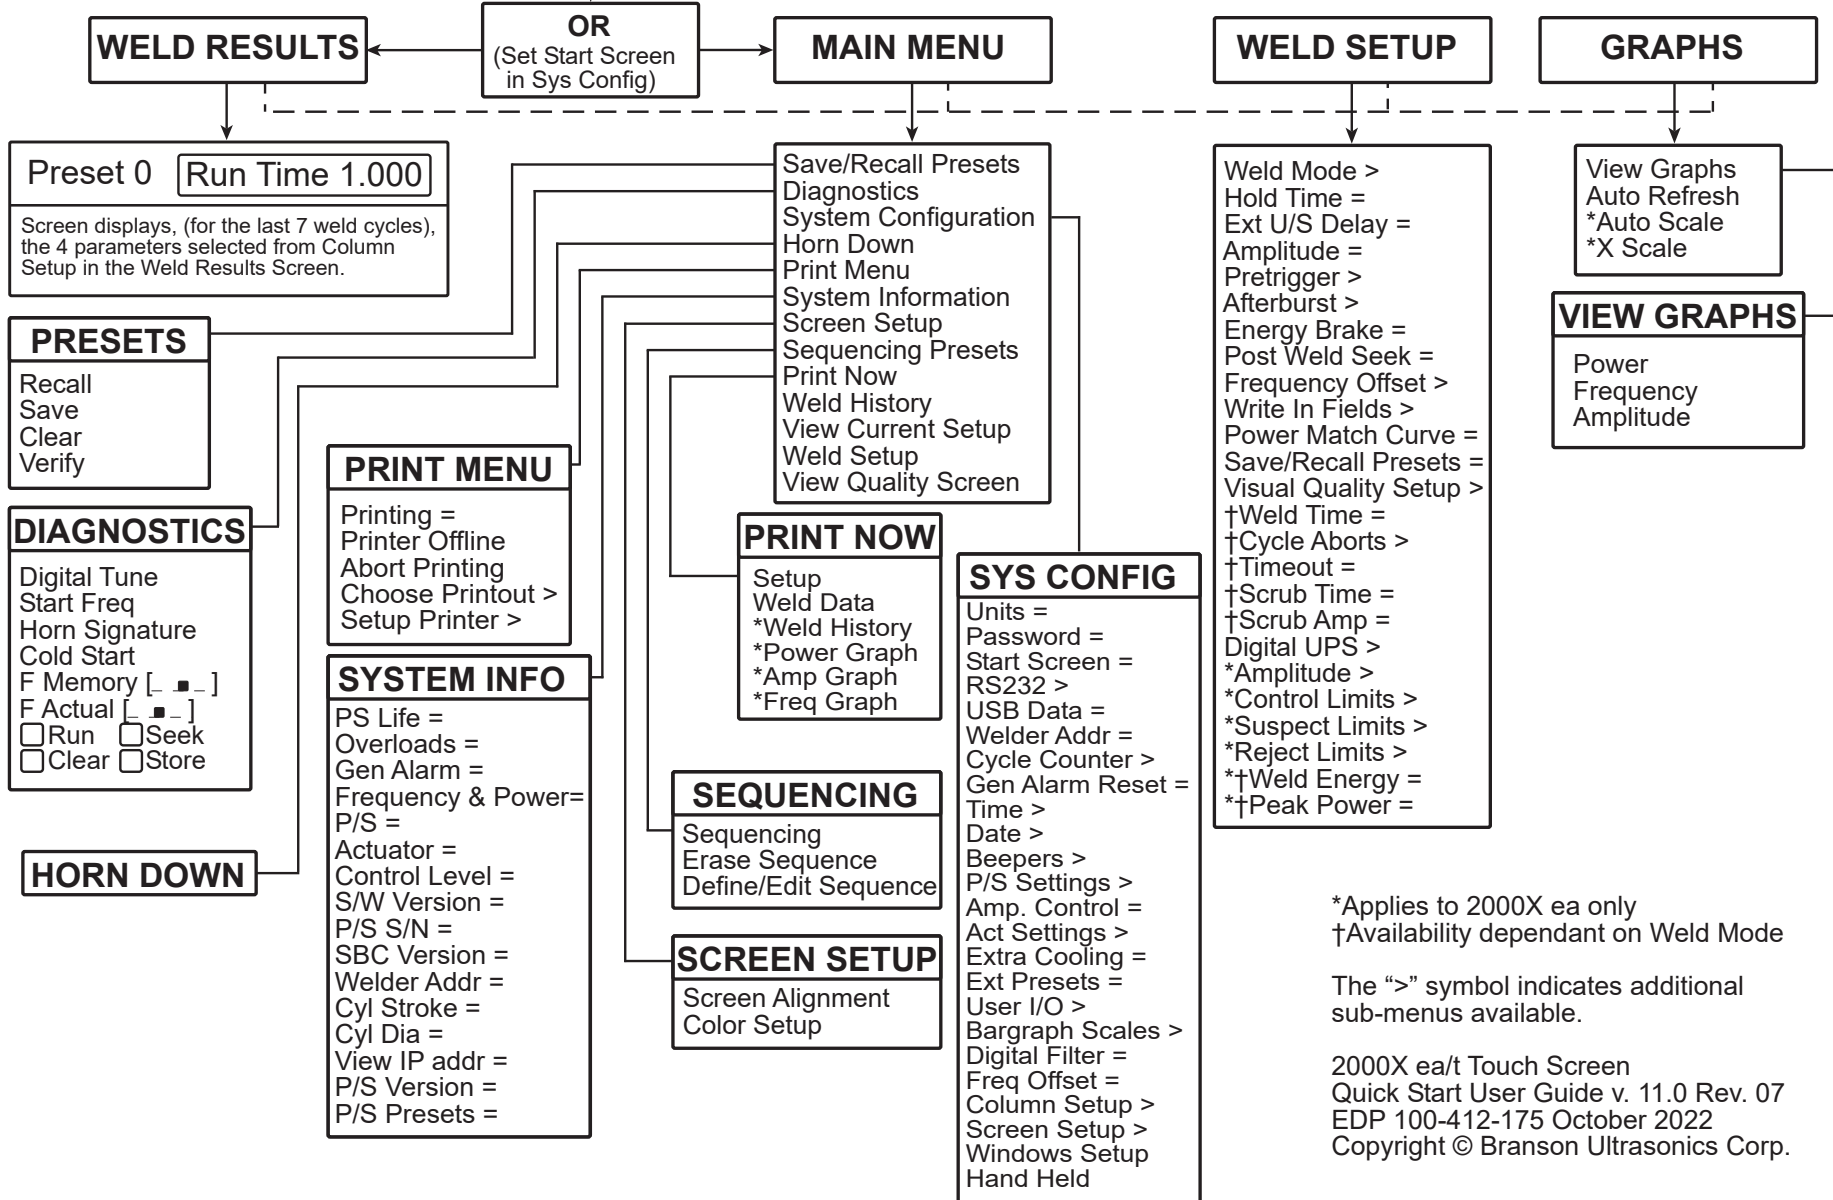 WELD RESULTS
OR
(Set Start Screen
in Sys Config)
MAIN MENU
WELD SETUP
GRAPHS
Preset 0
Run Time 1.000
Screen displays, (for the last 7 weld cycles),
the 4 parameters selected from Column
Setup in the Weld Results Screen.
PRESETS
Recall
Save
Clear
Verify
DIAGNOSTICS
Digital Tune
Start Freq
Horn Signature
Cold Start
F Memory [_ _■_ ]
F Actual [_ _■_ ]
Run Seek
Clear Store
HORN DOWN
PRINT MENU
Printing =
Printer Offline
Abort Printing
Choose Printout >
Setup Printer >
SYSTEM INFO
PS Life =
Overloads =
Gen Alarm =
Frequency & Power=
P/S =
Actuator =
Control Level =
S/W Version =
P/S S/N =
SBC Version =
Welder Addr =
Cyl Stroke =
Cyl Dia =
View IP addr =
P/S Version =
P/S Presets =
Save/Recall Presets
Diagnostics
System Configuration
Horn Down
Print Menu
System Information
Screen Setup
Sequencing Presets
Print Now
Weld History
View Current Setup
Weld Setup
View Quality Screen
PRINT NOW
Setup
Weld Data
*Weld History
*Power Graph
*Amp Graph
*Freq Graph
SEQUENCING
Sequencing
Erase Sequence
Define/Edit Sequence
SCREEN SETUP
Screen Alignment
Color Setup
SYS CONFIG
Units =
Password =
Start Screen =
RS232 >
USB Data =
Welder Addr =
Cycle Counter >
Gen Alarm Reset =
Time >
Date >
Beepers >
P/S Settings >
Amp. Control =
Act Settings >
Extra Cooling =
Ext Presets =
User I/O >
Bargraph Scales >
Digital Filter =
Freq Offset =
Column Setup >
Screen Setup >
Windows Setup
Hand Held
Weld Mode >
Hold Time =
Ext U/S Delay =
Amplitude =
Pretrigger >
Afterburst >
Energy Brake =
Post Weld Seek =
Frequency Offset >
Write In Fields >
Power Match Curve =
Save/Recall Presets =
Visual Quality Setup >
†Weld Time =
†Cycle Aborts >
†Timeout =
†Scrub Time =
†Scrub Amp =
Digital UPS >
*Amplitude >
*Control Limits >
*Suspect Limits >
*Reject Limits >
*†Weld Energy =
*†Peak Power =
View Graphs
Auto Refresh
*Auto Scale
*X Scale
VIEW GRAPHS
Power
Frequency
Amplitude
*Applies to 2000X ea only
†Availability dependant on Weld Mode
The “>” symbol indicates additional
sub-menus available.
2000X ea/t Touch Screen
Quick Start User Guide v. 11.0 Rev. 07
EDP 100-412-175 October 2022
Copyright © Branson Ultrasonics Corp.